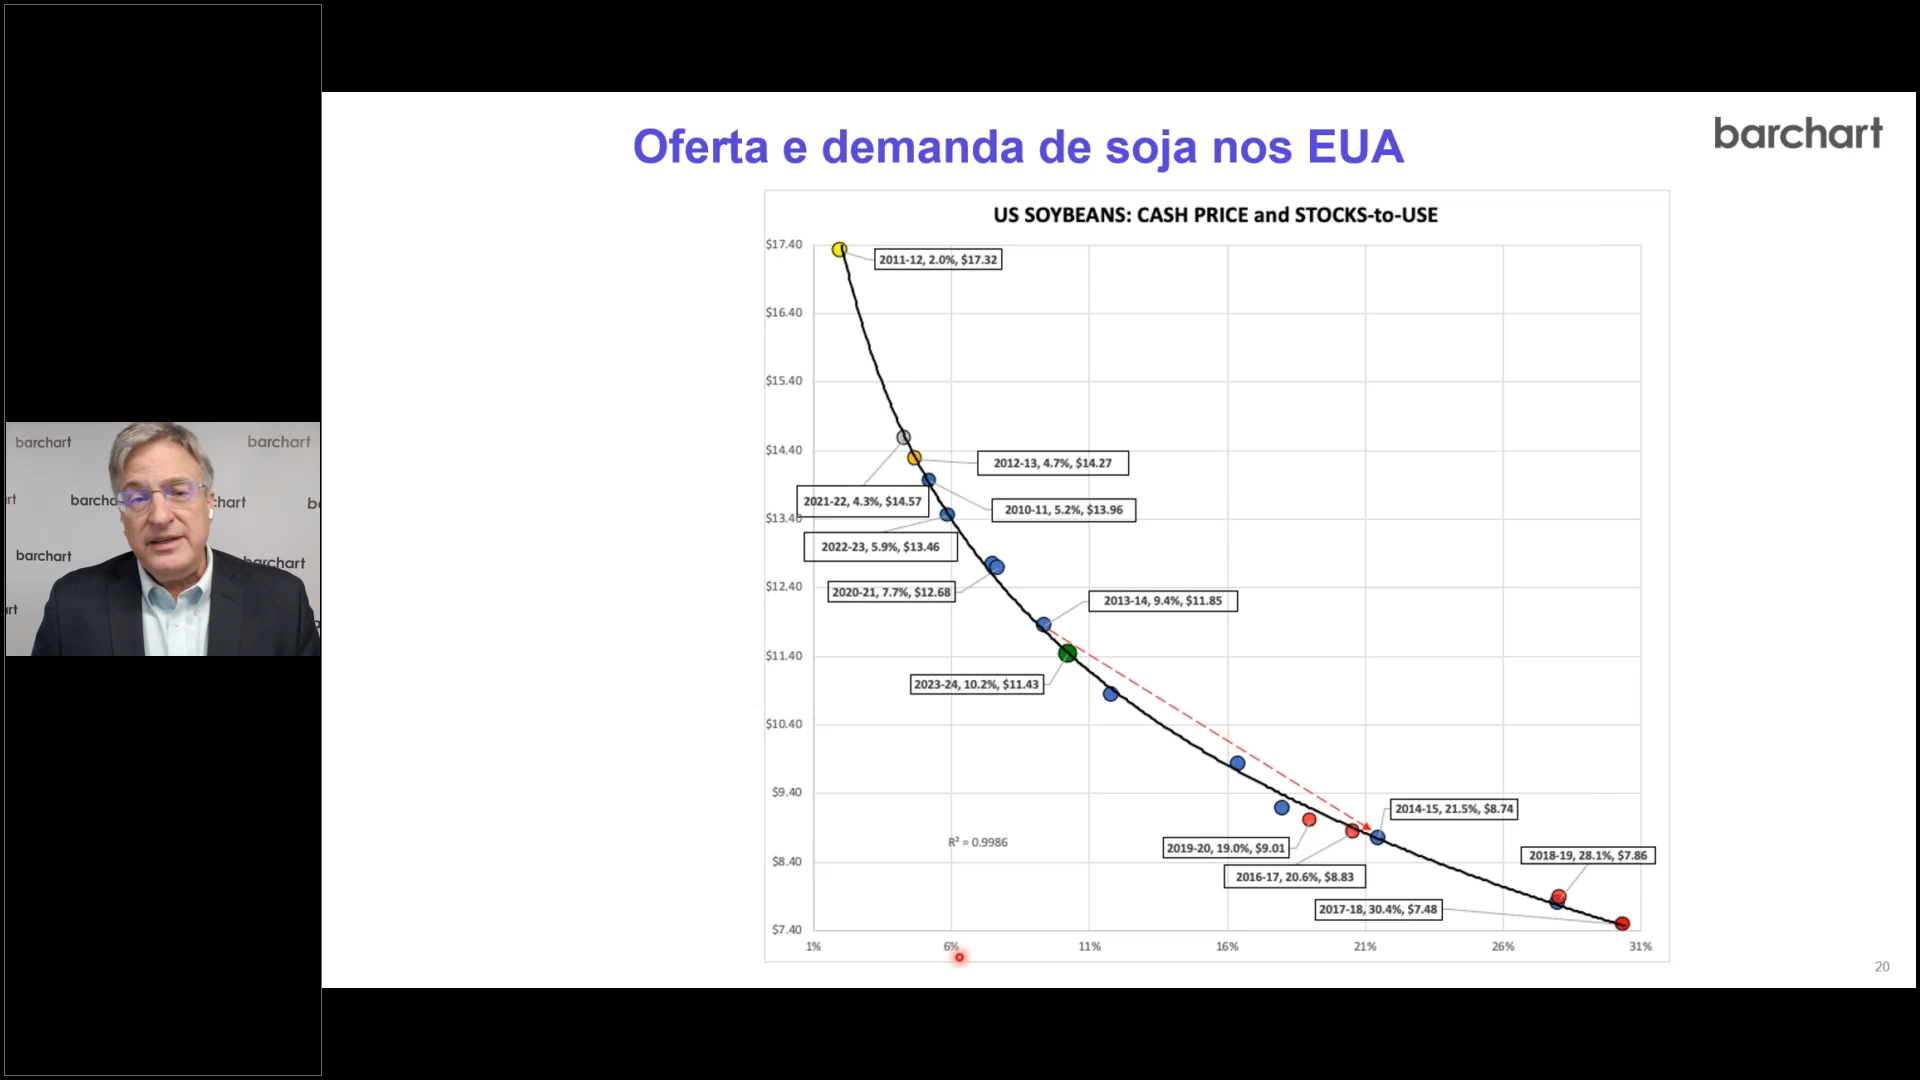 Oferta e demanda de soja nos EUA
barchart
US SOYBEANS: CASH PRICE and STOCKS-to-USE
$17.40
$16.40
$15.40
$14.40
$13.40
$12.40
$11.40
$10.40
$9.40
$8.40
$7.40
2011-12, 2.0%, $17.32
2012-13, 4.7%, $14.27
2021-22, 4.3%, $14.57
2010-11, 5.2%, $13.96
2022-23, 5.9%, $13.46
2020-21, 7.7%, $12.68
2013-14, 9.4%, $11.85
2023-24, 10.2%, $11.43
2014-15, 21.5%, $8.74
R² = 0.9986
2019-20, 19.0%, $9.01
2018-19, 28.1%, $7.86
2016-17, 20.6%, $8.83
2017-18, 30.4%, $7.48
1% 6% 11% 16% 21% 26% 31%
20
barchart barchart
rt barcha chart b
barchart barchart
rt